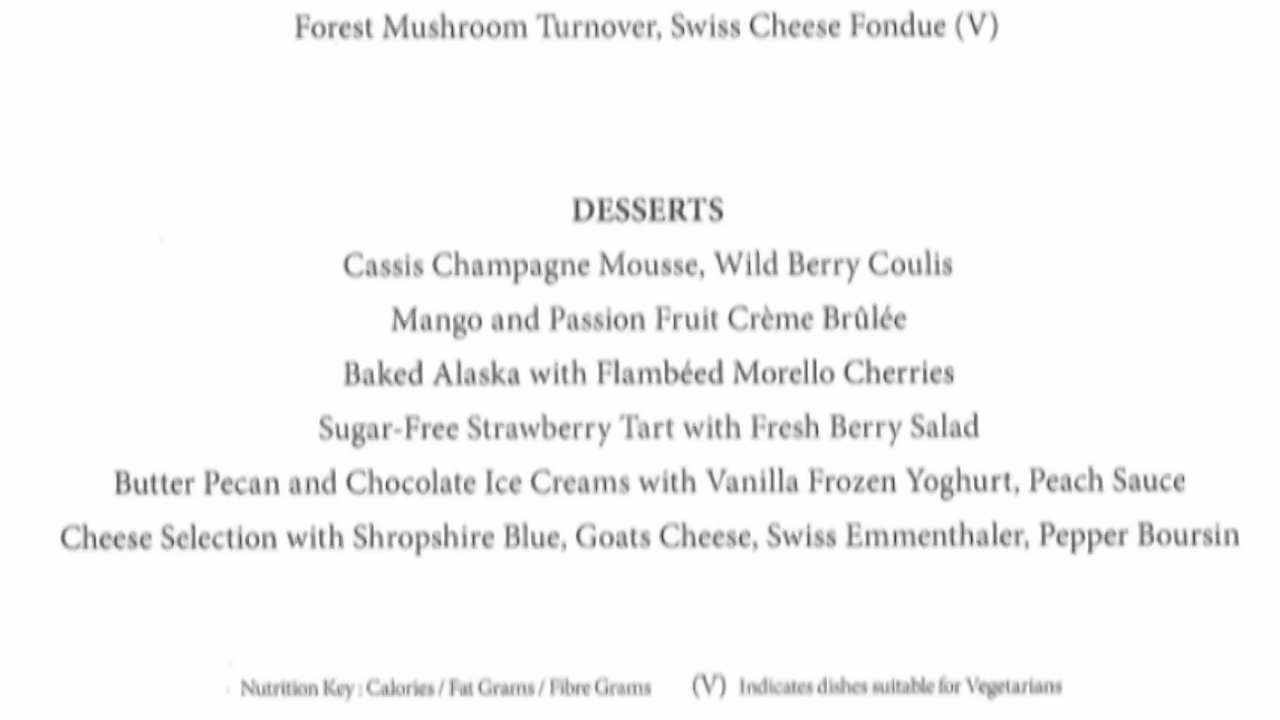 Forest Mushroom Turnover, Swiss Cheese Fondue (V)
DESSERTS
Cassis Champagne Mousse, Wild Berry Coulis
Mango and Passion Fruit Crème Brûlée
Baked Alaska with Flambéed Morello Cherries
Sugar-Free Strawberry Tart with Fresh Berry Salad
Butter Pecan and Chocolate Ice Creams with Vanilla Frozen Yoghurt, Peach Sauce
Cheese Selection with Shropshire Blue, Goats Cheese, Swiss Emmenthaler, Pepper Boursin
Nutrition Key : Calories / Fat Grams / Fibre Grams (V) Indicates dishes suitable for Vegetarians